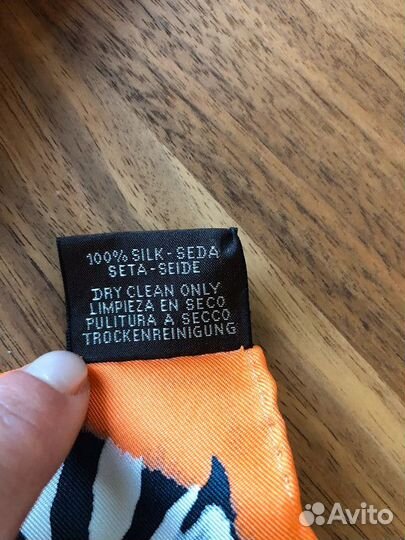 100% SILK - SEDA
SETA - SEIDE
DRY CLEAN ONLY
LIMPIEZA EN SECO
PULITURA A SECCO
TROCKENREINIGUNG
Avito